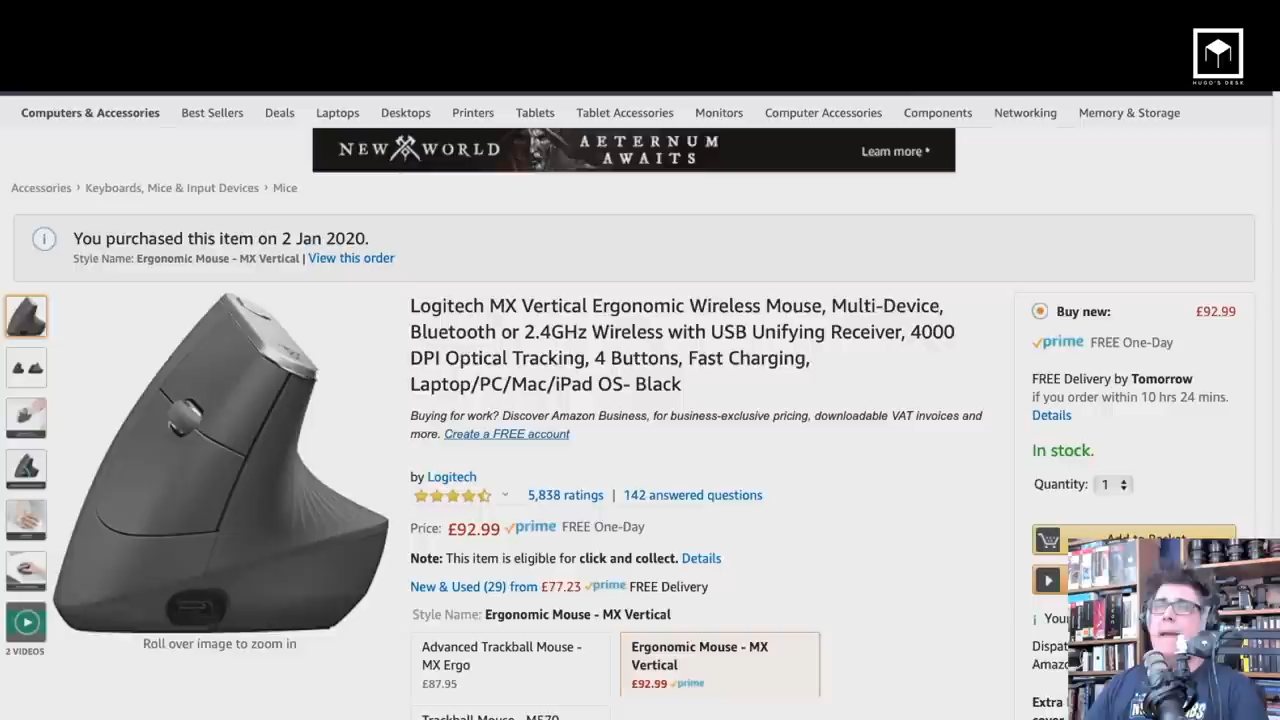 HUGO'S DESK
Computers & Accessories Best Sellers Deals Laptops Desktops Printers Tablets Tablet Accessories Monitors Computer Accessories Components Networking Memory & Storage
NEW WORLD AETERNUM AWAITS Learn more
Accessories › Keyboards, Mice & Input Devices › Mice
You purchased this item on 2 Jan 2020.
Style Name: Ergonomic Mouse - MX Vertical | View this order
Logitech MX Vertical Ergonomic Wireless Mouse, Multi-Device,
Bluetooth or 2.4GHz Wireless with USB Unifying Receiver, 4000
DPI Optical Tracking, 4 Buttons, Fast Charging,
Laptop/PC/Mac/iPad OS- Black
Buying for work? Discover Amazon Business, for business-exclusive pricing, downloadable VAT invoices and
more. Create a FREE account
by Logitech
5,838 ratings | 142 answered questions
Price: £92.99 prime FREE One-Day
Note: This item is eligible for click and collect. Details
New & Used (29) from £77.23 prime FREE Delivery
Style Name: Ergonomic Mouse - MX Vertical
Advanced Trackball Mouse -
MX Ergo
£87.95
Ergonomic Mouse - MX
Vertical
£92.99 prime
Trackball Mouse - M570
2 VIDEOS
Roll over image to zoom in
Buy new: £92.99
prime FREE One-Day
FREE Delivery by Tomorrow
if you order within 10 hrs 24 mins.
Details
In stock.
Quantity: 1
Add to Basket
Dispat
Amazo
Extra